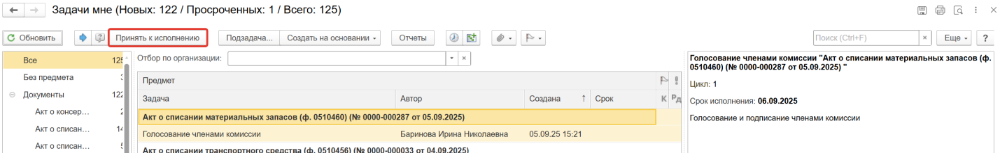 Задачи мне (Новых: 122 / Просроченных: 1 / Всего: 125)
Обновить Принять к исполнению Подзадача... Создать на основании Отчеты Поиск (Ctrl+F) × Еще ?
Все 125
Без предмета
Документы 122
Акт о консер...
Акт о списан...
Акт о списан...
Отбор по организации:
Предмет
Задача Автор Создана ↑ Срок К Рд
Акт о списании материальных запасов (ф. 0510460) (№ 0000-000287 от 05.09.2025)
Голосование членами комиссии Баринова Ирина Николаевна 05.09.25 15:21
Акт о списании транспортного средства (ф. 0510456) (№ 0000-000033 от 04.09.2025)
Голосование членами комиссии "Акт о списании материальных запасов (ф.
0510460) (№ 0000-000287 от 05.09.2025) "
Цикл: 1
Срок исполнения: 06.09.2025
Голосование и подписание членами комиссии